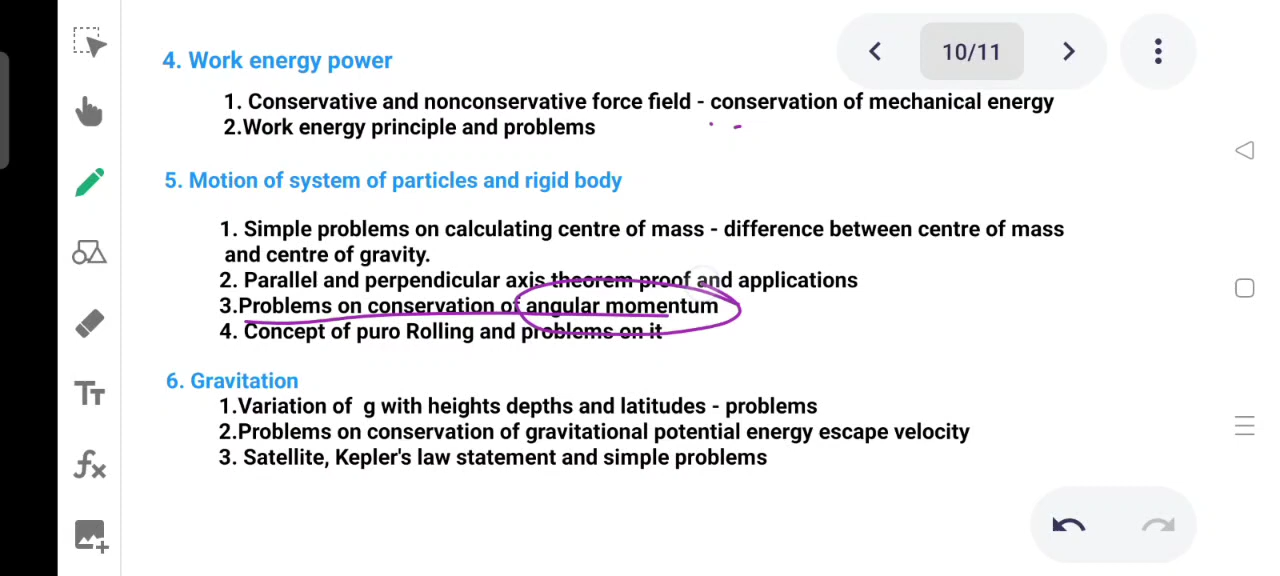 10/11
4. Work energy power
1. Conservative and nonconservative force field - conservation of mechanical energy
2.Work energy principle and problems
5. Motion of system of particles and rigid body
1. Simple problems on calculating centre of mass - difference between centre of mass
and centre of gravity.
2. Parallel and perpendicular axis theorem proof and applications
3.Problems on conservation of angular momentum
4. Concept of puro Rolling and problems on it
6. Gravitation
1.Variation of g with heights depths and latitudes - problems
2.Problems on conservation of gravitational potential energy escape velocity
3. Satellite, Kepler's law statement and simple problems
TT
fx